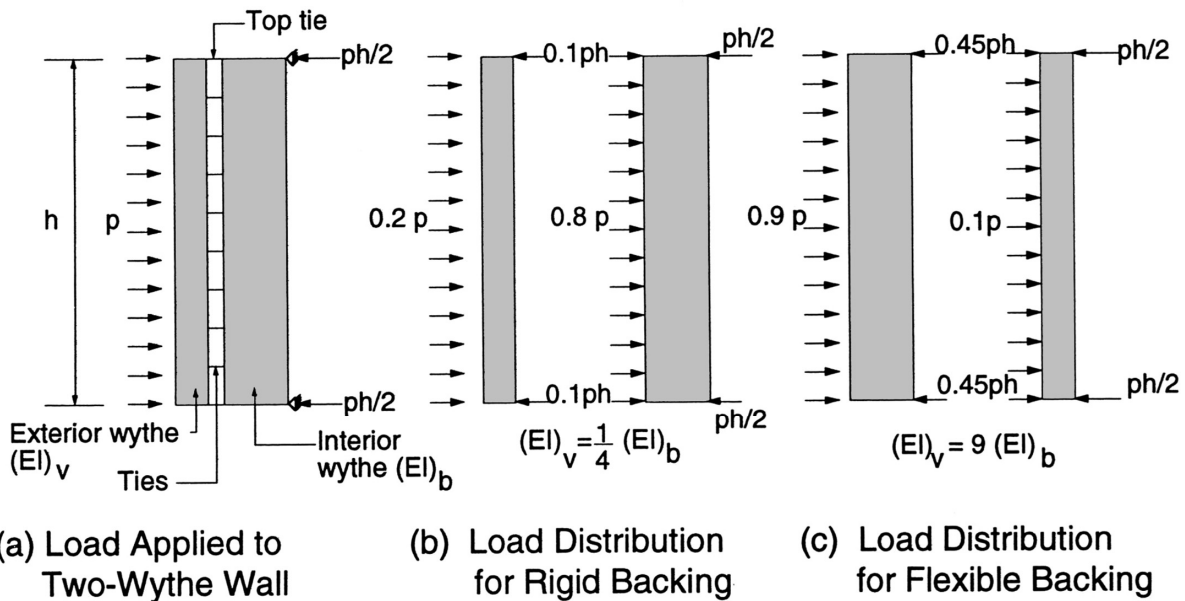 Top tie
ph/2
h
p
ph/2
Exterior wythe
(EI)v
Ties
Interior
wythe (EI)b
(a) Load Applied to
Two-Wythe Wall
0.1ph
ph/2
0.2 p
0.8 p
0.1ph
ph/2
(EI)v = 1/4 (EI)b
(b) Load Distribution
for Rigid Backing
0.45ph
ph/2
0.9 p
0.1p
0.45ph
ph/2
(EI)v = 9 (EI)b
(c) Load Distribution
for Flexible Backing